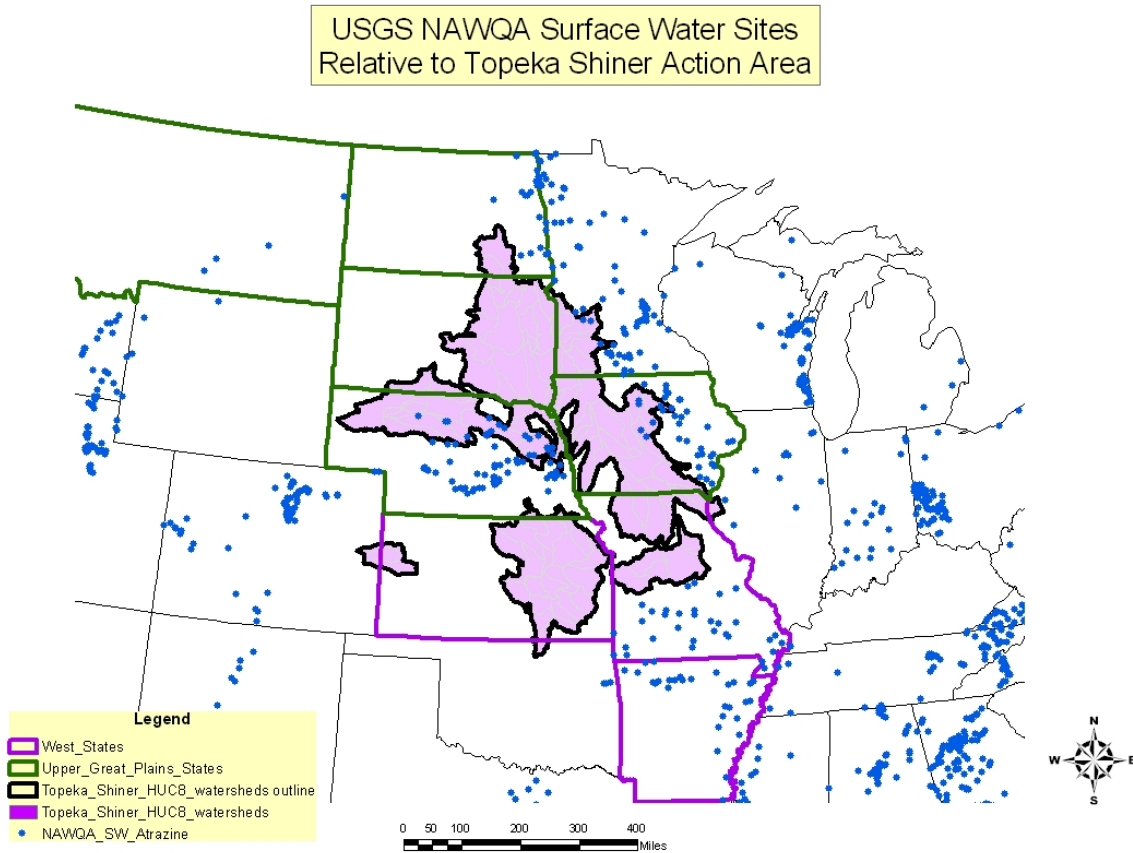 USGS NAWQA Surface Water Sites
Relative to Topeka Shiner Action Area
Legend
West_States
Upper_Great_Plains_States
Topeka_Shiner_HUC8_watersheds outline
Topeka_Shiner_HUC8_watersheds
NAWQA_SW_Atrazine
0 50 100 200 300 400
Miles
N
W E
S